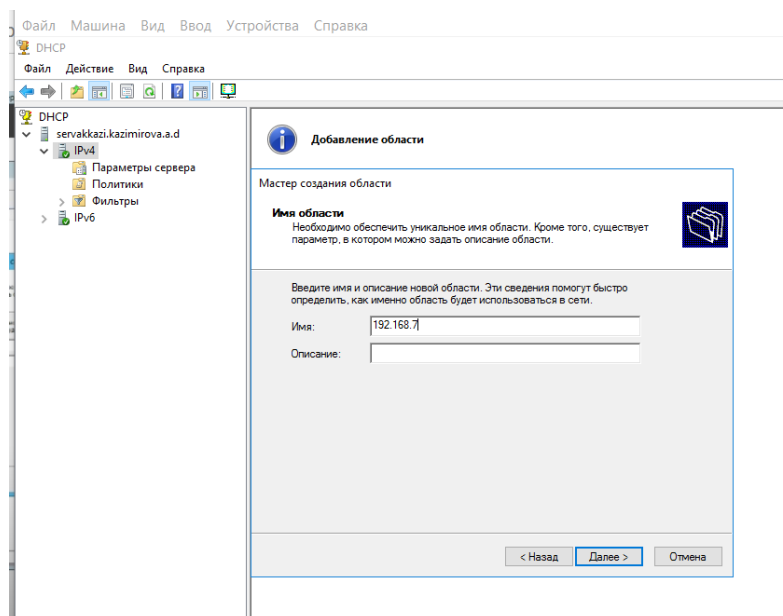 Файл Машина Вид Ввод Устройства Справка
DHCP
Файл Действие Вид Справка
DHCP
servakkazi.kazimirova.a.d
IPv4
Параметры сервера
Политики
Фильтры
IPv6
Добавление области
Мастер создания области
Имя области
Необходимо обеспечить уникальное имя области. Кроме того, существует
параметр, в котором можно задать описание области.
Введите имя и описание новой области. Эти сведения помогут быстро
определить, как именно область будет использоваться в сети.
Имя: 192.168.7
Описание:
< Назад Далее > Отмена